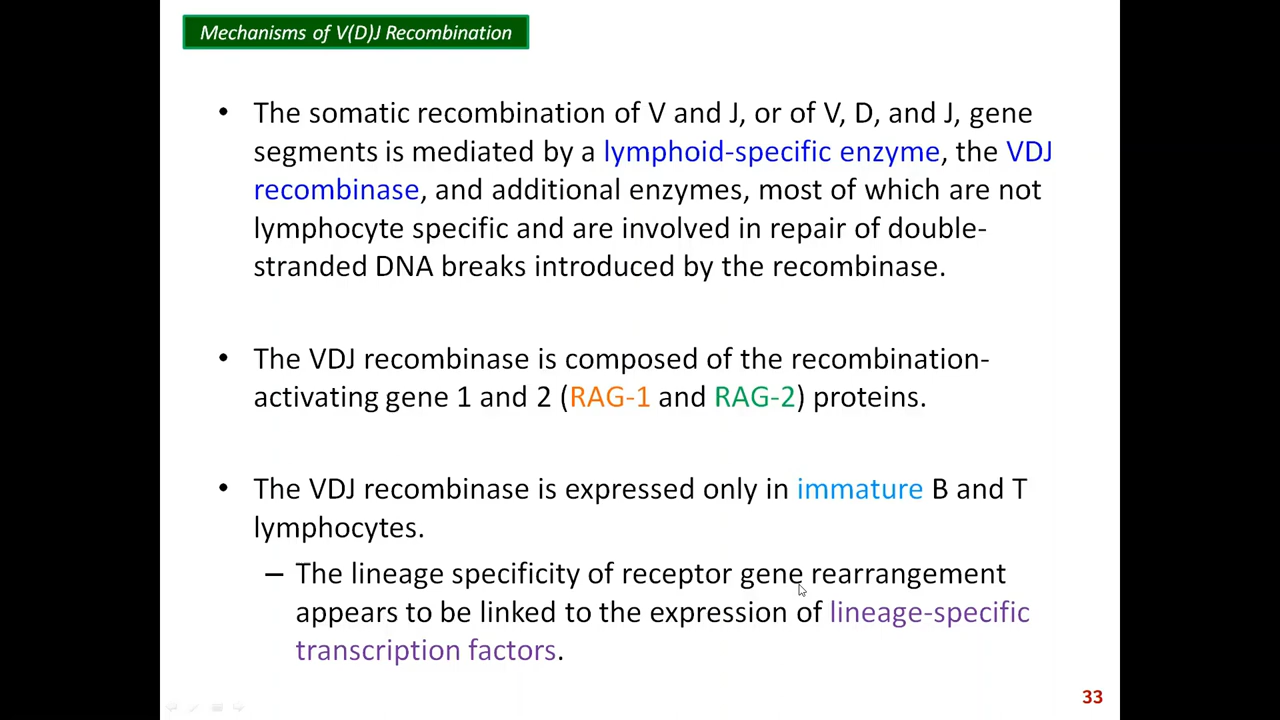 Mechanisms of V(D)J Recombination
• The somatic recombination of V and J, or of V, D, and J, gene
segments is mediated by a lymphoid-specific enzyme, the VDJ
recombinase, and additional enzymes, most of which are not
lymphocyte specific and are involved in repair of double-
stranded DNA breaks introduced by the recombinase.
• The VDJ recombinase is composed of the recombination-
activating gene 1 and 2 (RAG-1 and RAG-2) proteins.
• The VDJ recombinase is expressed only in immature B and T
lymphocytes.
– The lineage specificity of receptor gene rearrangement
appears to be linked to the expression of lineage-specific
transcription factors.
33